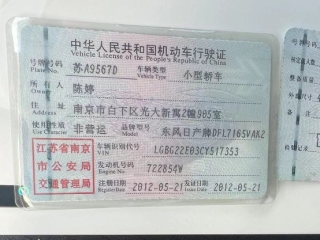 中华人民共和国机动车行驶证
Vehicle License of the People's Republic of China
号牌号码 苏A9567D 车辆类型 小型轿车
Plate No. Vehicle Type
所有人 陈婷
Owner
住址 南京市白下区光大新寓2幢905室
Address
使用性质 非营运 品牌型号 东风日产牌DFL7165VAK2
Use Character Model
江苏省南京
市公安局
交通管理局
车辆识别代号 LGBG22E03CY517353
VIN
发动机号码 722854W
Engine No.
注册日期 2012-05-21 发证日期 2012-05-21
Register Date Issue Date